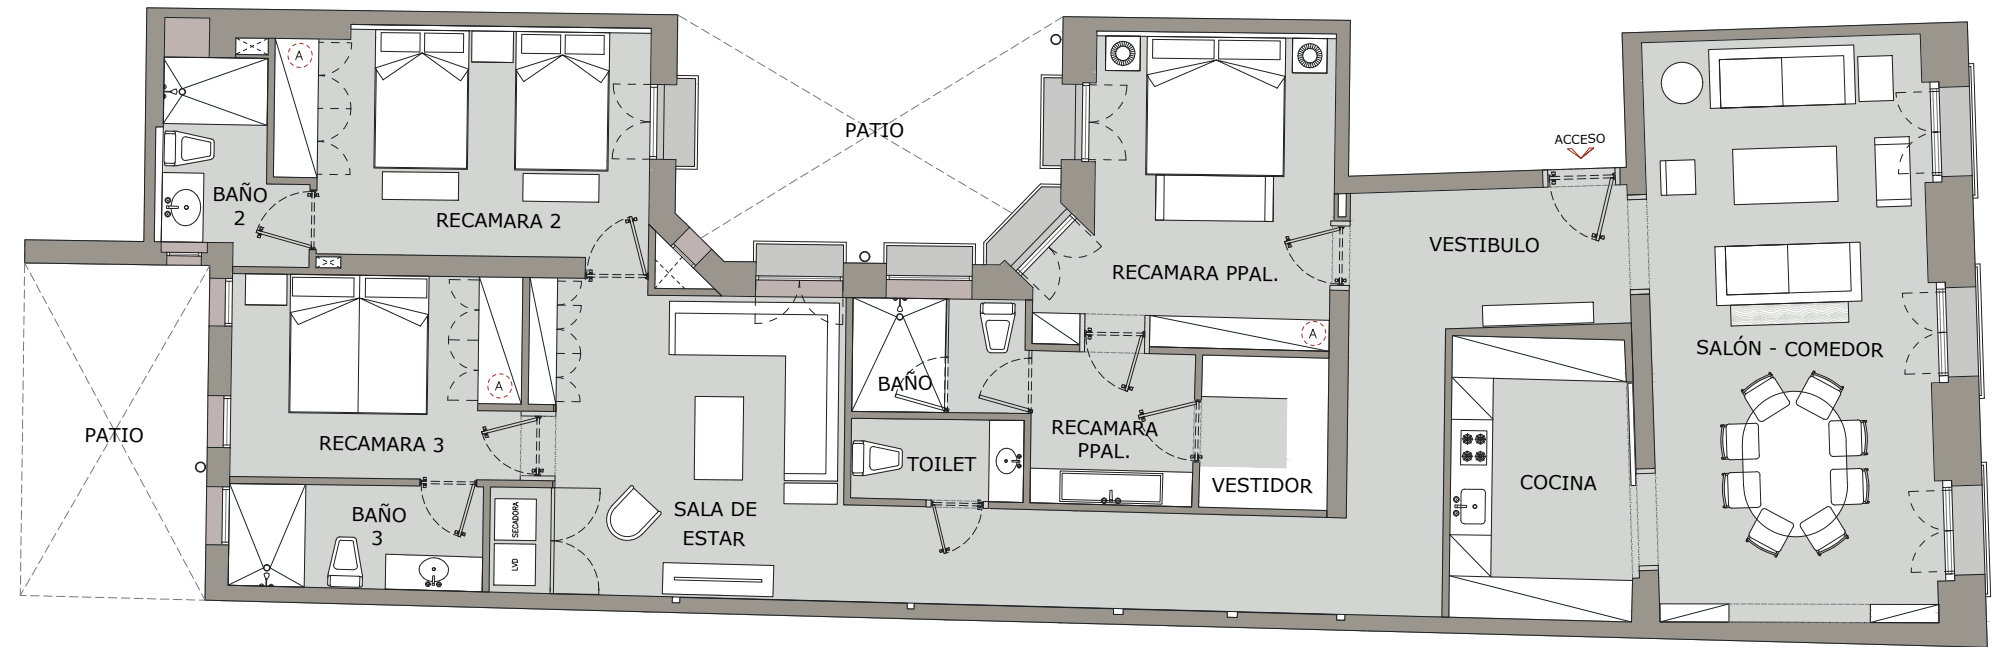 A
PATIO
ACCESO
BAÑO
2
RECAMARA 2
VESTIBULO
RECAMARA PPAL.
A
SALÓN - COMEDOR
A
BAÑO
PATIO
RECAMARA 3
RECAMARA
PPAL.
TOILET
COCINA
VESTIDOR
BAÑO
3
SECADORA
LVD
SALA DE
ESTAR